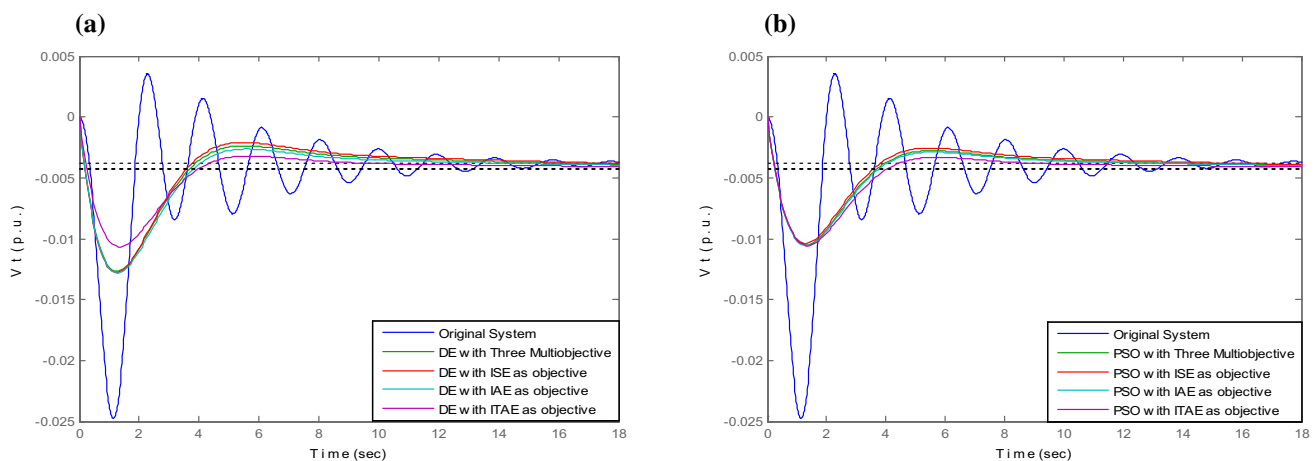 (a)
0.005
0
-0.005
-0.01
-0.015
-0.02
-0.025
V t (p.u.)
0 2 4 6 8 10 12 14 16 18
Time (sec)
Original System
DE with Three Multiobjective
DE with ISE as objective
DE with IAE as objective
DE with ITAE as objective
(b)
0.005
0
-0.005
-0.01
-0.015
-0.02
-0.025
V t (p.u.)
0 2 4 6 8 10 12 14 16 18
Time (sec)
Original System
PSO with Three Multiobjective
PSO with ISE as objective
PSO with IAE as objective
PSO with ITAE as objective